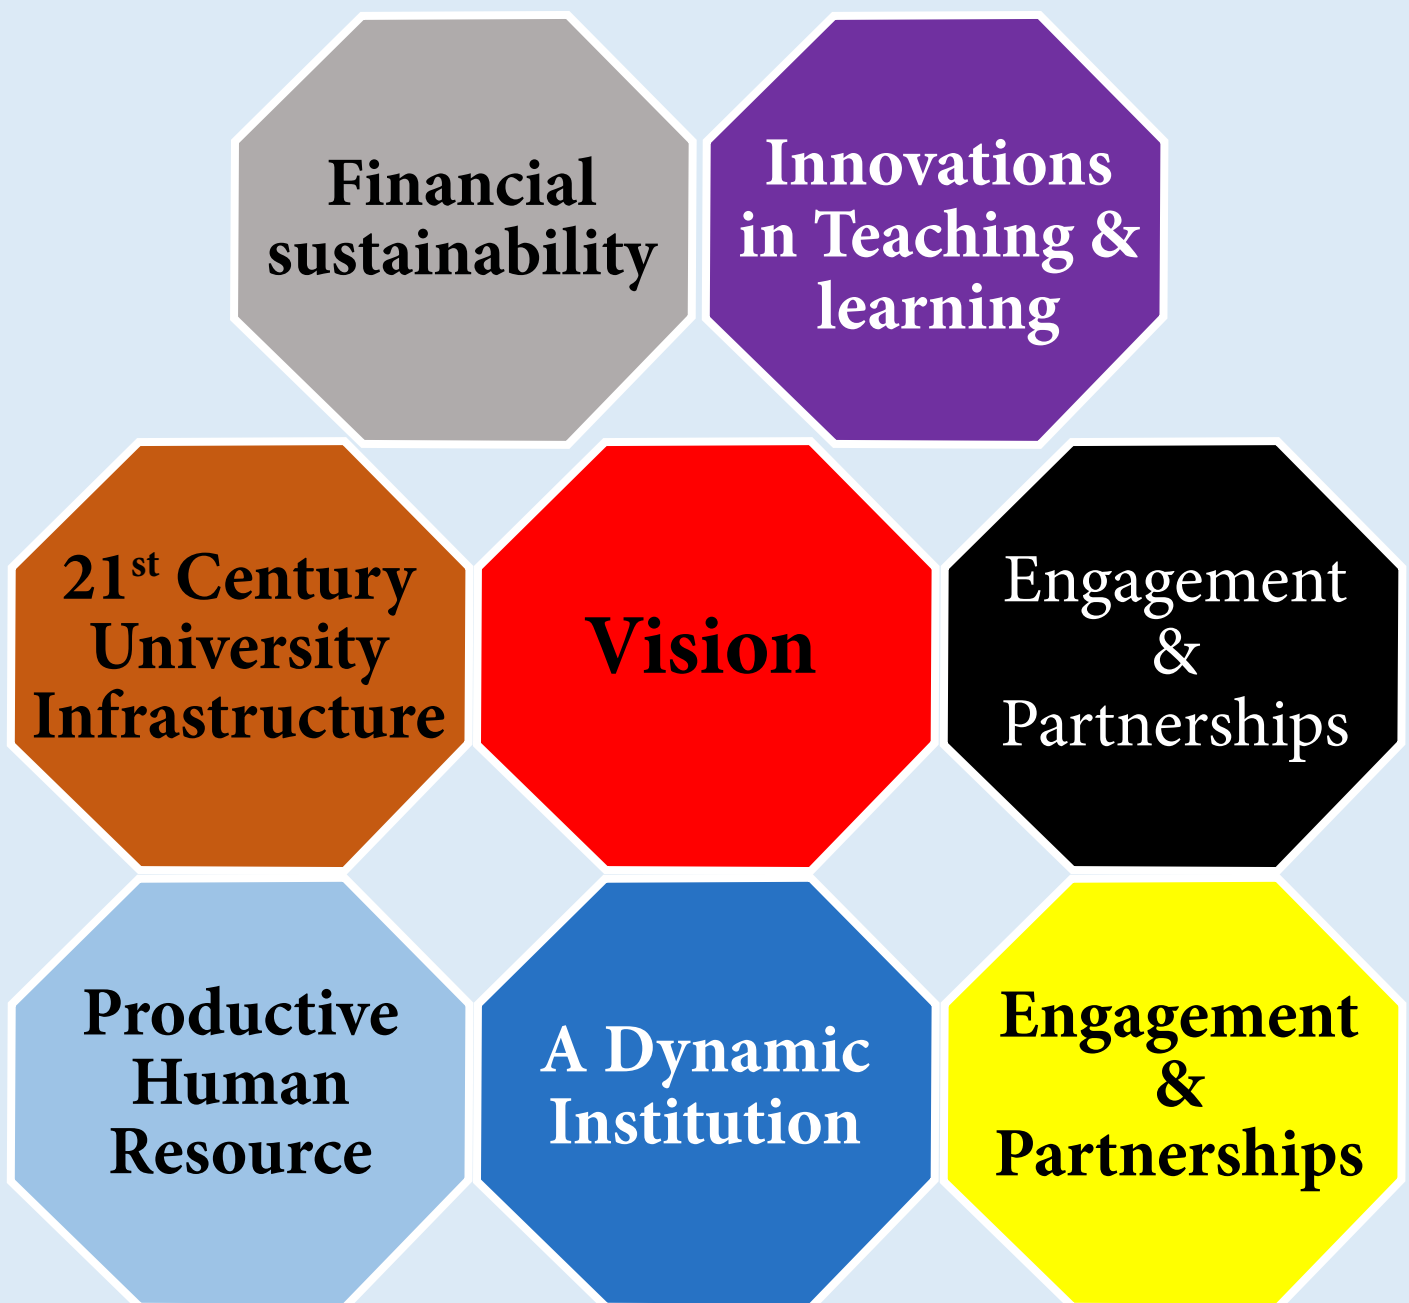 Financial
sustainability
Innovations
in Teaching &
learning
21st Century
University
Infrastructure
Vision
Engagement
&
Partnerships
Productive
Human
Resource
A Dynamic
Institution
Engagement
&
Partnerships